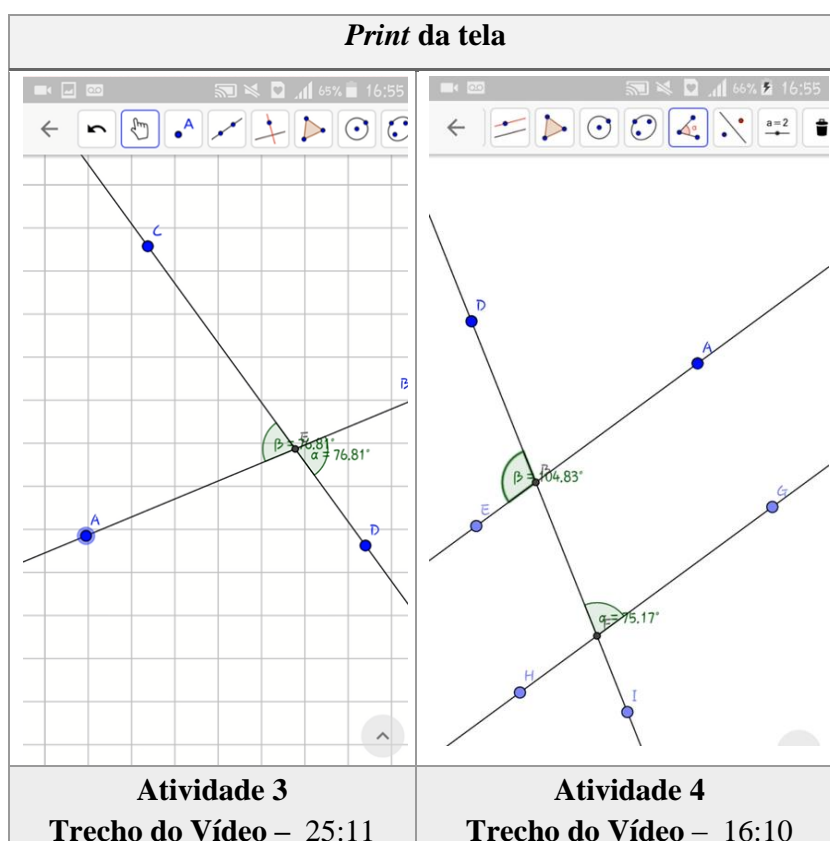 Print da tela
65% 16:55
66% 16:55
A
a=2
C
B
β = 76.81°
E
α = 76.81°
A
D
D
A
B
β = 104.83°
E
G
α = 75.17°
F
H
I
Atividade 3
Trecho do Vídeo – 25:11
Atividade 4
Trecho do Vídeo – 16:10